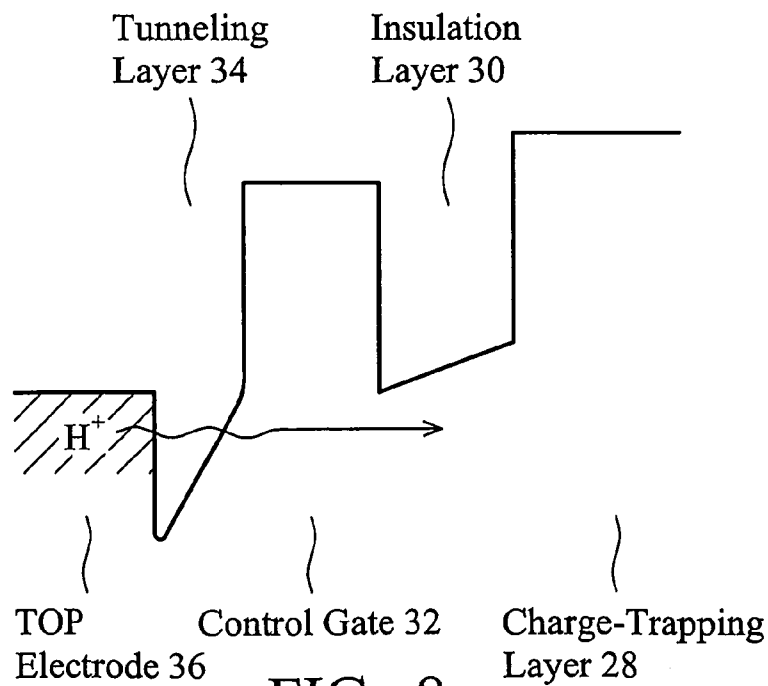 Tunneling
Layer 34
Insulation
Layer 30
H+
TOP
Electrode 36
Control Gate 32
Charge-Trapping
Layer 28